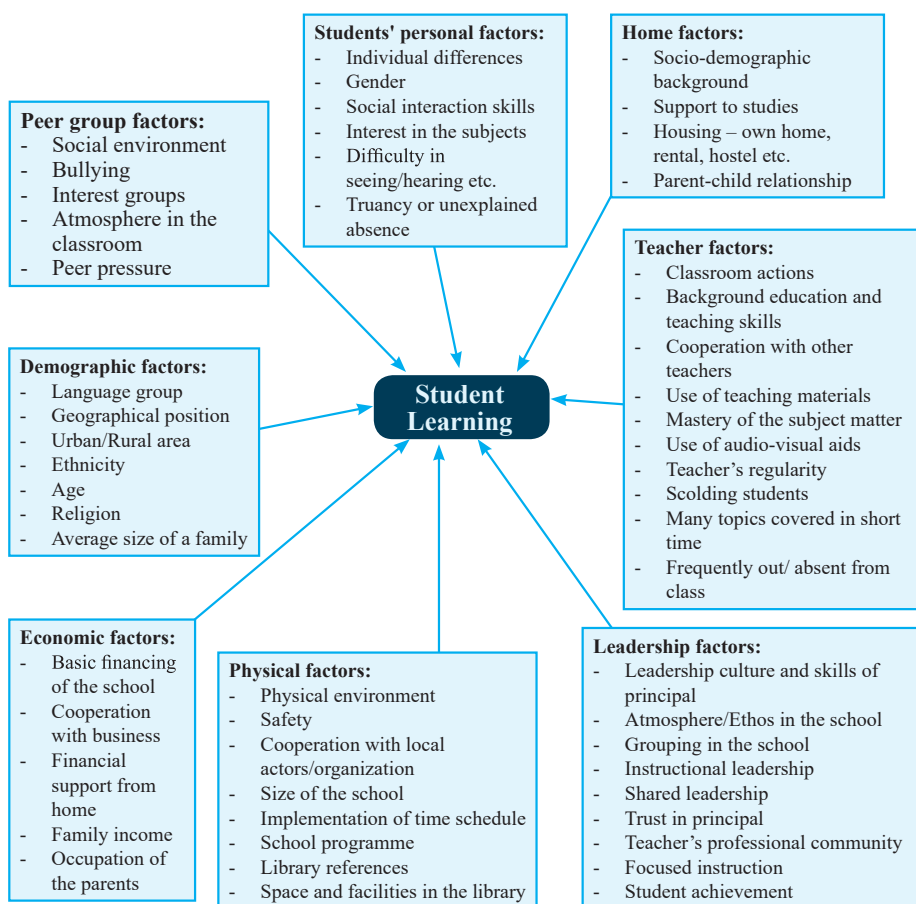 Students' personal factors:
- Individual differences
- Gender
- Social interaction skills
- Interest in the subjects
- Difficulty in
seeing/hearing etc.
- Truancy or unexplained
absence
Home factors:
- Socio-demographic
background
- Support to studies
- Housing – own home,
rental, hostel etc.
- Parent-child relationship
Peer group factors:
- Social environment
- Bullying
- Interest groups
- Atmosphere in the
classroom
- Peer pressure
Teacher factors:
- Classroom actions
- Background education and
teaching skills
- Cooperation with other
teachers
- Use of teaching materials
- Mastery of the subject matter
- Use of audio-visual aids
- Teacher’s regularity
- Scolding students
- Many topics covered in short
time
- Frequently out/ absent from
class
Demographic factors:
- Language group
- Geographical position
- Urban/Rural area
- Ethnicity
- Age
- Religion
- Average size of a family
Student
Learning
Economic factors:
- Basic financing
of the school
- Cooperation
with business
- Financial
support from
home
- Family income
- Occupation of
the parents
Physical factors:
- Physical environment
- Safety
- Cooperation with local
actors/organization
- Size of the school
- Implementation of time schedule
- School programme
- Library references
- Space and facilities in the library
Leadership factors:
- Leadership culture and skills of
principal
- Atmosphere/Ethos in the school
- Grouping in the school
- Instructional leadership
- Shared leadership
- Trust in principal
- Teacher’s professional community
- Focused instruction
- Student achievement